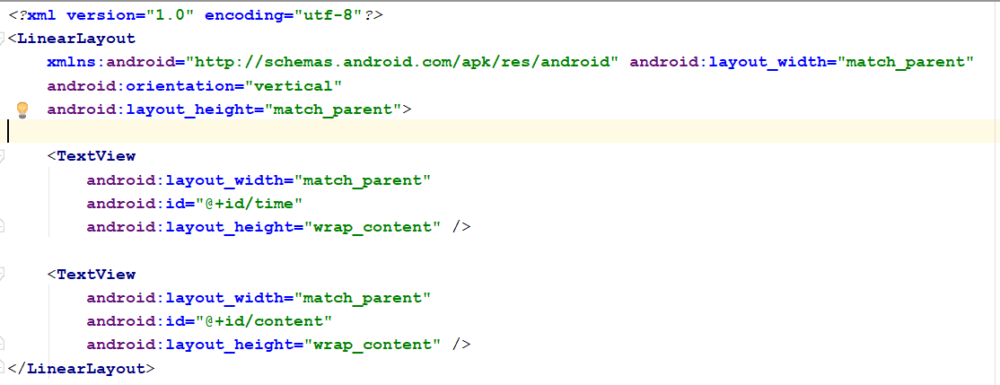 <?xml version="1.0" encoding="utf-8"?>
<LinearLayout
    xmlns:android="http://schemas.android.com/apk/res/android" android:layout_width="match_parent"
    android:orientation="vertical"
    android:layout_height="match_parent">
    <TextView
        android:layout_width="match_parent"
        android:id="@+id/time"
        android:layout_height="wrap_content" />
    <TextView
        android:layout_width="match_parent"
        android:id="@+id/content"
        android:layout_height="wrap_content" />
</LinearLayout>